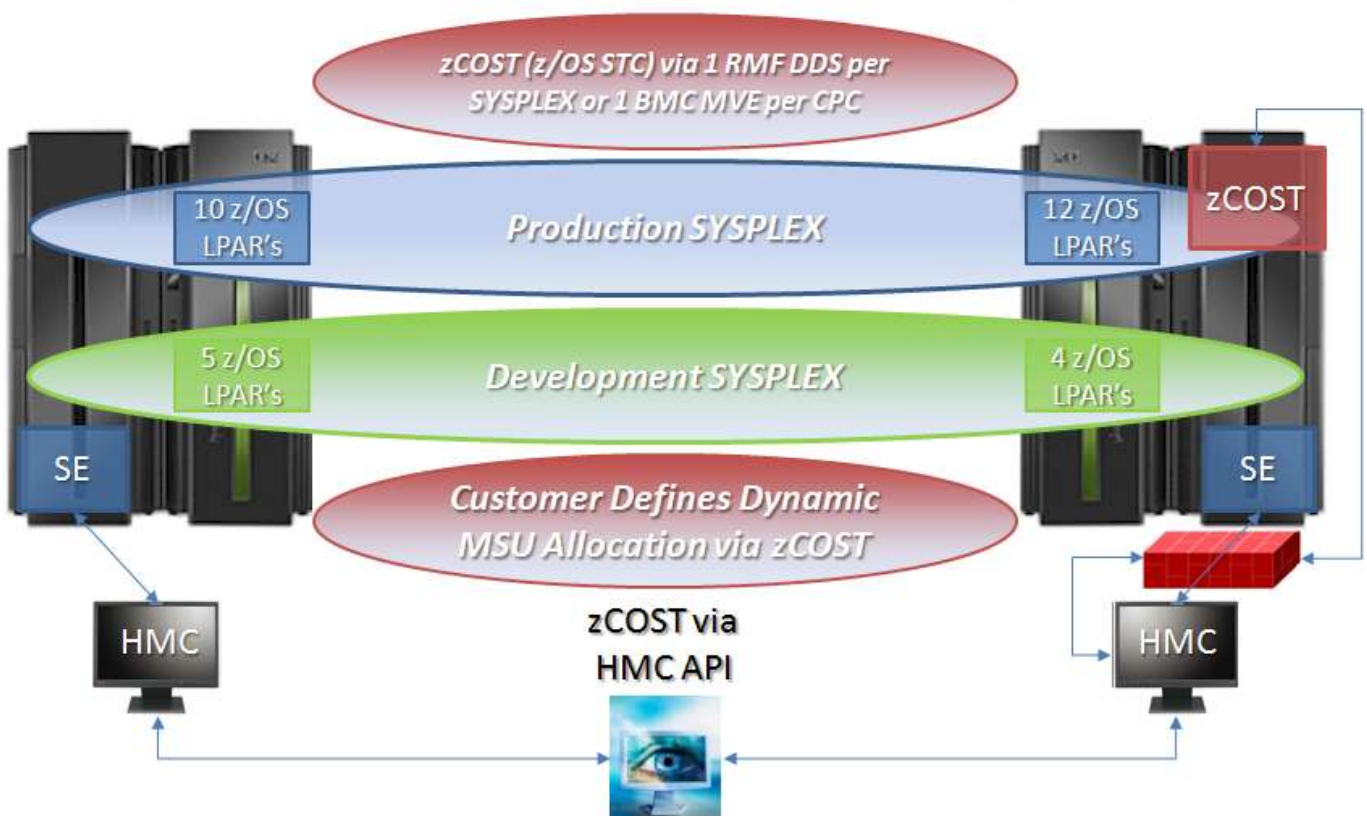 zCOST (z/OS STC) via 1 RMF DDS per
SYSPLEX or 1 BMC MVE per CPC
zCOST
10 z/OS
LPAR's
Production SYSPLEX
12 z/OS
LPAR's
5 z/OS
LPAR's
Development SYSPLEX
4 z/OS
LPAR's
SE
Customer Defines Dynamic
MSU Allocation via zCOST
SE
HMC
zCOST via
HMC API
HMC